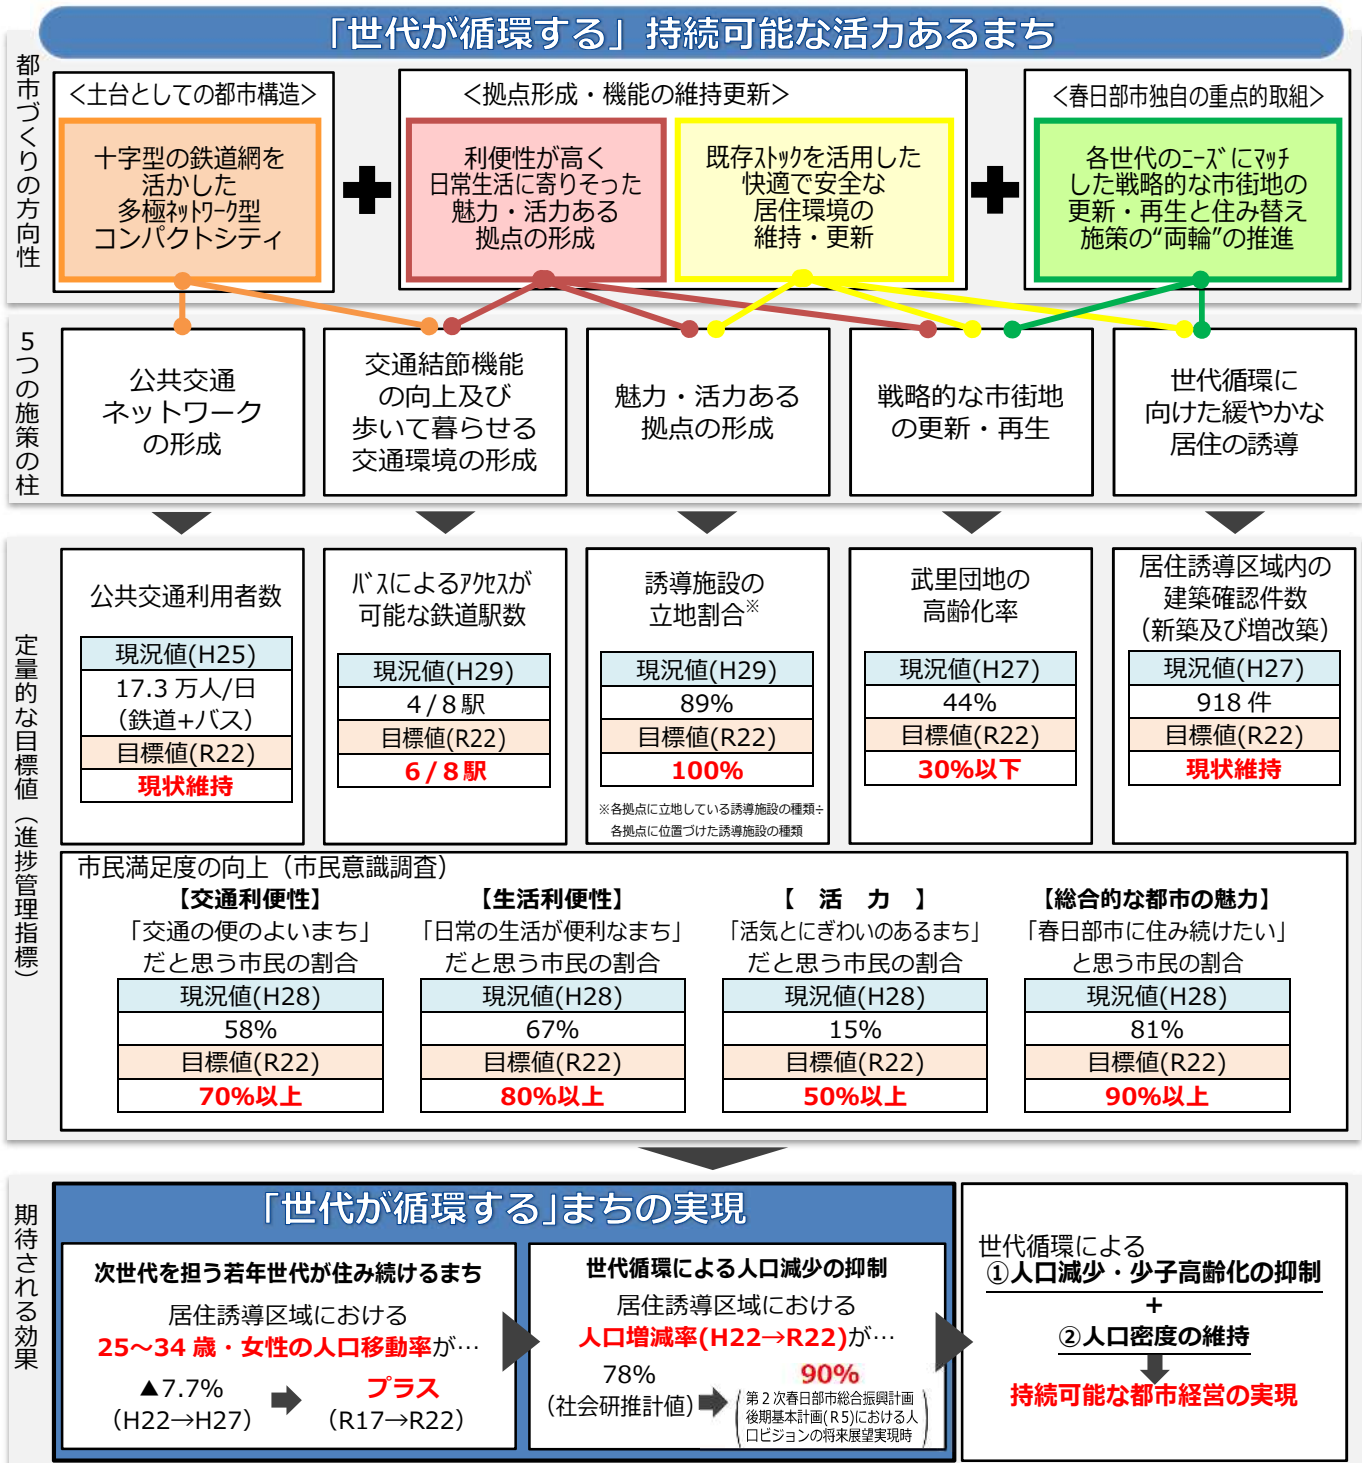 「世代が循環する」持続可能な活力あるまち
都市づくりの方向性
＜土台としての都市構造＞
十字型の鉄道網を
活かした
多極ﾈｯﾄﾜｰｸ型
コンパクトシティ
＜拠点形成・機能の維持更新＞
利便性が高く
日常生活に寄りそった
魅力・活力ある
拠点の形成
既存ｽﾄｯｸを活用した
快適で安全な
居住環境の
維持・更新
＜春日部市独自の重点的取組＞
各世代のﾆｰｽﾞにﾏｯﾁ
した戦略的な市街地の
更新・再生と住み替え
施策の“両輪”の推進
5つの施策の柱
公共交通
ネットワーク
の形成
交通結節機能
の向上及び
歩いて暮らせる
交通環境の形成
魅力・活力ある
拠点の形成
戦略的な市街地
の更新・再生
世代循環に
向けた緩やかな
居住の誘導
定量的な目標値（進捗管理指標）
公共交通利用者数
現況値(H25)
17.3 万人/日
（鉄道+バス）
目標値(R22)
現状維持
ﾊﾞｽによるｱｸｾｽが
可能な鉄道駅数
現況値(H29)
4/8駅
目標値(R22)
6/8駅
誘導施設の
立地割合※
現況値(H29)
89%
目標値(R22)
100%
※各拠点に立地している誘導施設の種類÷
各拠点に位置づけた誘導施設の種類
武里団地の
高齢化率
現況値(H27)
44%
目標値(R22)
30%以下
居住誘導区域内の
建築確認件数
（新築及び増改築）
現況値(H27)
918 件
目標値(R22)
現状維持
市民満足度の向上（市民意識調査）
【交通利便性】
「交通の便のよいまち」
だと思う市民の割合
現況値(H28)
58%
目標値(R22)
70%以上
【生活利便性】
「日常の生活が便利なまち」
だと思う市民の割合
現況値(H28)
67%
目標値(R22)
80%以上
【　活　力　】
「活気とにぎわいのあるまち」
だと思う市民の割合
現況値(H28)
15%
目標値(R22)
50%以上
【総合的な都市の魅力】
「春日部市に住み続けたい」
と思う市民の割合
現況値(H28)
81%
目標値(R22)
90%以上
期待される効果
「世代が循環する」まちの実現
次世代を担う若年世代が住み続けるまち
居住誘導区域における
25～34 歳・女性の人口移動率が…
▲7.7%
（H22→H27）
プラス
（R17→R22）
世代循環による人口減少の抑制
居住誘導区域における
人口増減率(H22→R22)が…
78%
（社会研推計値）
90%
（第２次春日部市総合振興計画
後期基本計画(R5)における人
口ビジョンの将来展望実現時）
世代循環による
①人口減少・少子高齢化の抑制
+
②人口密度の維持
持続可能な都市経営の実現